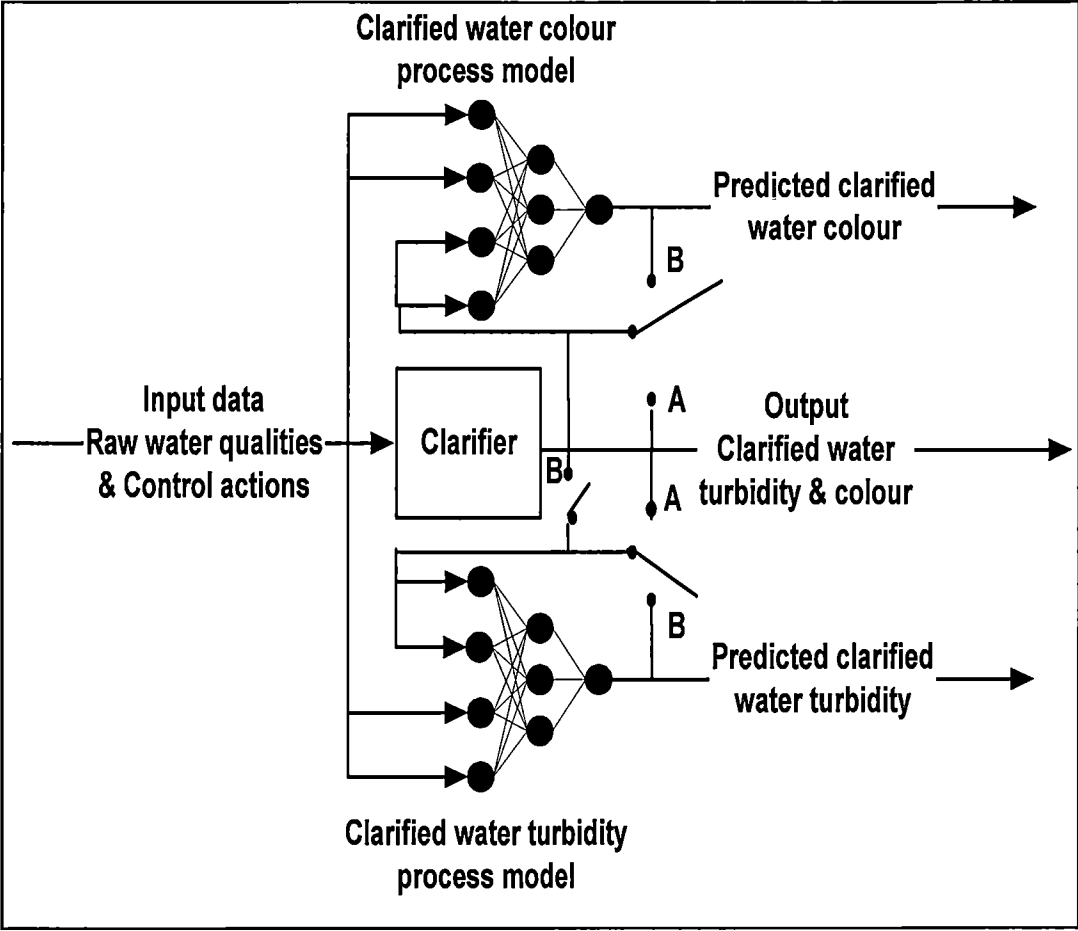 Clarified water colour
process model
Predicted clarified
water colour
B
A
Input data
Raw water qualities
& Control actions
Clarifier
Output
Clarified water
turbidity & colour
B
A
B
Predicted clarified
water turbidity
Clarified water turbidity
process model